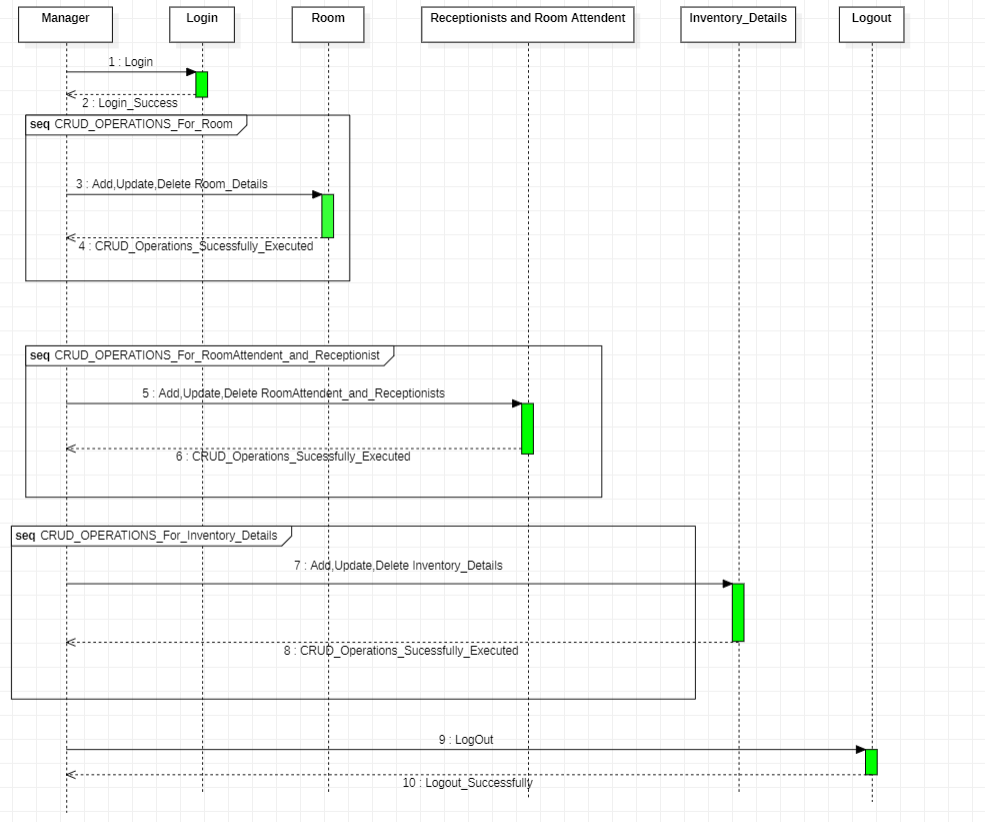 Manager
Login
Room
Receptionists and Room Attendent
Inventory_Details
Logout
1 : Login
2 : Login_Success
seq CRUD_OPERATIONS_For_Room
3 : Add,Update,Delete Room_Details
4 : CRUD_Operations_Sucessfully_Executed
seq CRUD_OPERATIONS_For_RoomAttendent_and_Receptionist
5 : Add,Update,Delete RoomAttendent_and_Receptionists
6 : CRUD_Operations_Sucessfully_Executed
seq CRUD_OPERATIONS_For_Inventory_Details
7 : Add,Update,Delete Inventory_Details
8 : CRUD_Operations_Sucessfully_Executed
9 : LogOut
10 : Logout_Successfully